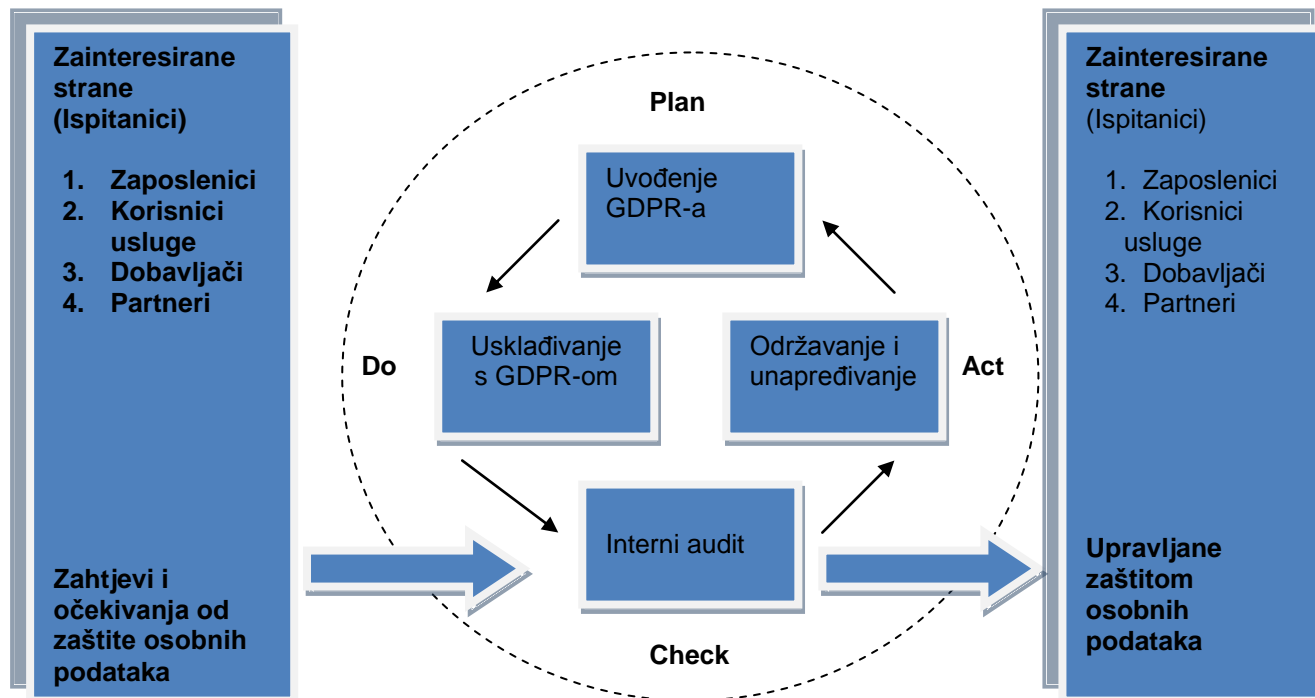 Zainteresirane
strane
(Ispitanici)
1. Zaposlenici
2. Korisnici
usluge
3. Dobavljači
4. Partneri
Zahtjevi i
očekivanja od
zaštite osobnih
podataka
Plan
Uvođenje
GDPR-a
Do
Usklađivanje
s GDPR-om
Održavanje i
unapređivanje
Act
Interni audit
Check
Zainteresirane
strane
(Ispitanici)
1. Zaposlenici
2. Korisnici
usluge
3. Dobavljači
4. Partneri
Upravljane
zaštitom
osobnih
podataka